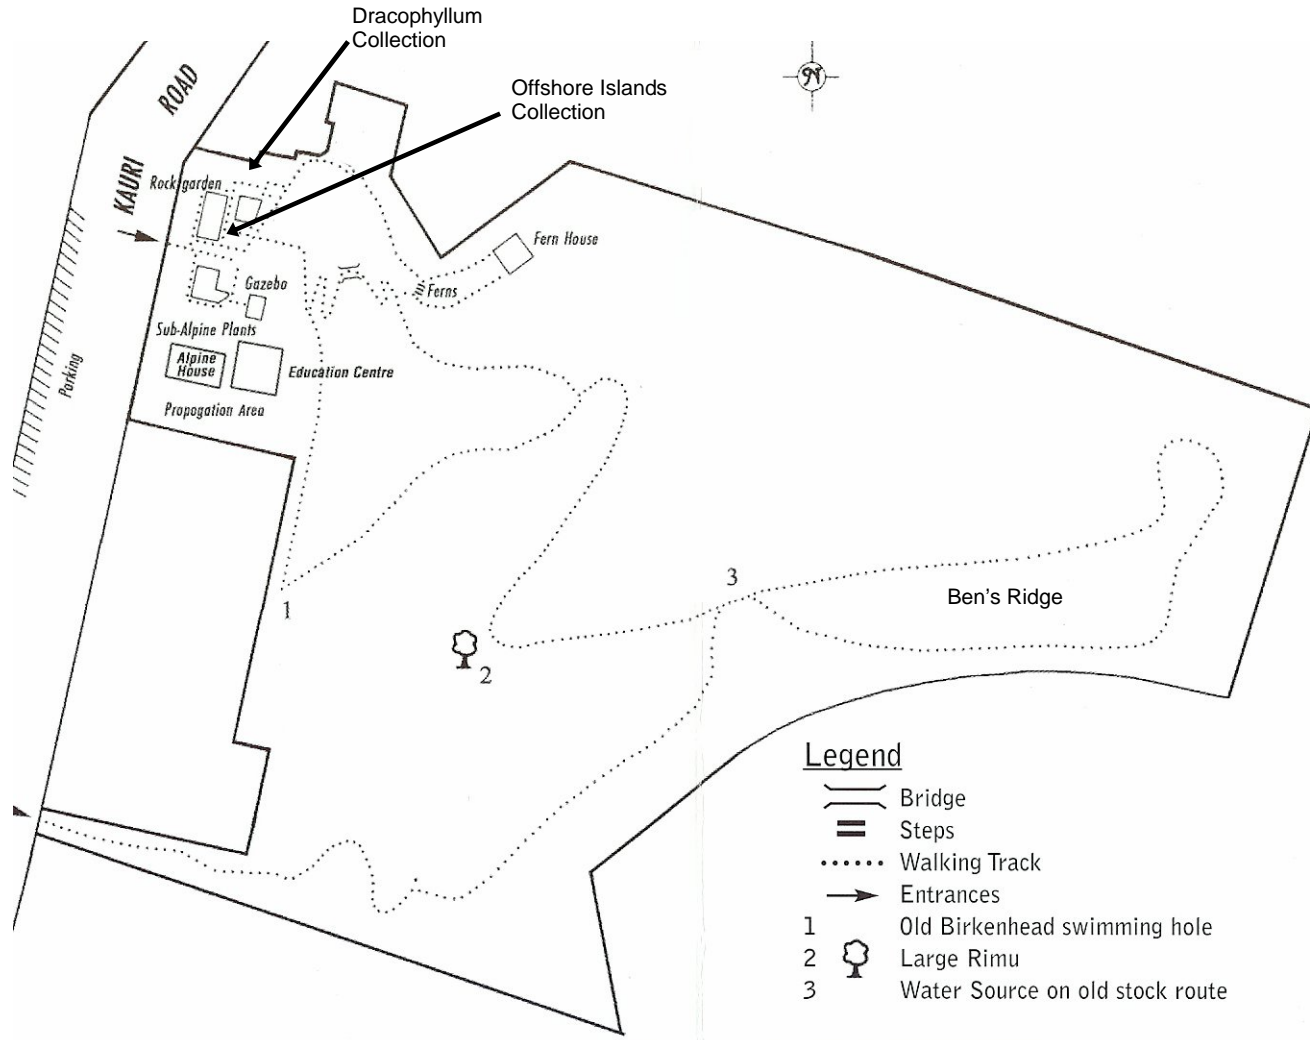 Dracophyllum
Collection
Offshore Islands
Collection
N
KAURI ROAD
Rock garden
Fern House
Gazebo
Ferns
Sub-Alpine Plants
Alpine
House
Education Centre
Parking
Propogation Area
3
Ben's Ridge
1
2
Legend
Bridge
Steps
Walking Track
Entrances
1 Old Birkenhead swimming hole
2 Large Rimu
3 Water Source on old stock route